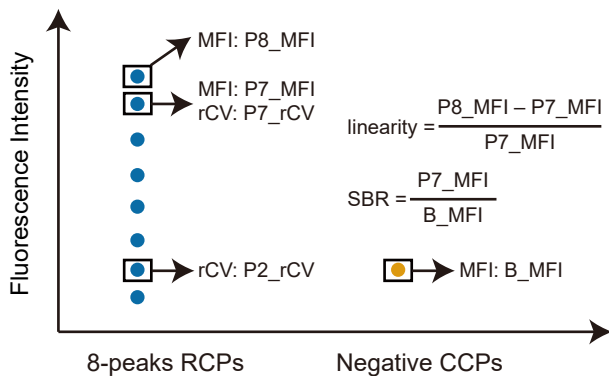 Fluorescence Intensity
MFI: P8_MFI
MFI: P7_MFI
rCV: P7_rCV
rCV: P2_rCV
linearity = P8_MFI – P7_MFI
P7_MFI
SBR = P7_MFI
B_MFI
MFI: B_MFI
8-peaks RCPs
Negative CCPs